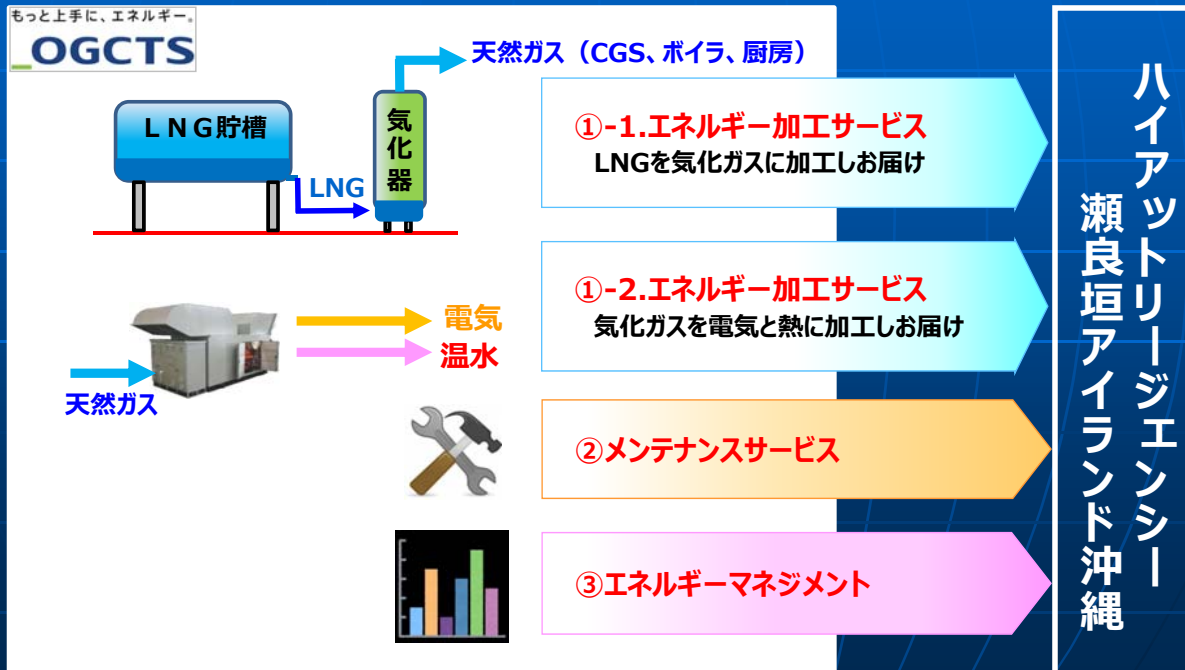 もっと上手に、エネルギー。
OGCTS
天然ガス（CGS、ボイラ、厨房）
LNG貯槽
気化器
LNG
①-1.エネルギー加工サービス
LNGを気化ガスに加工しお届け
①-2.エネルギー加工サービス
気化ガスを電気と熱に加工しお届け
電気
温水
天然ガス
②メンテナンスサービス
③エネルギーマネジメント
ハイアットリージェンシー
瀬良垣アイランド沖縄